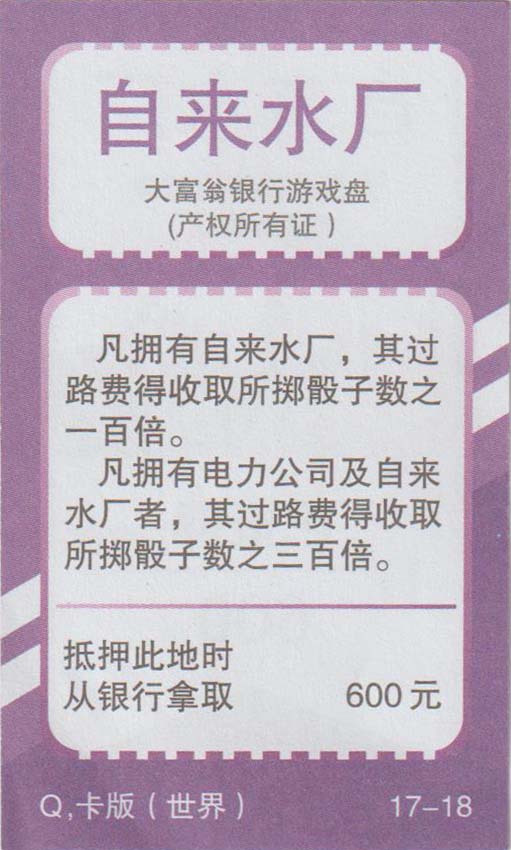 自来水厂
大富翁银行游戏盘
(产权所有证)
凡拥有自来水厂，其过
路费得收取所掷骰子数之
一百倍。
凡拥有电力公司及自来
水厂者，其过路费得收取
所掷骰子数之三百倍。
抵押此地时
从银行拿取 600元
Q,卡版(世界) 17-18